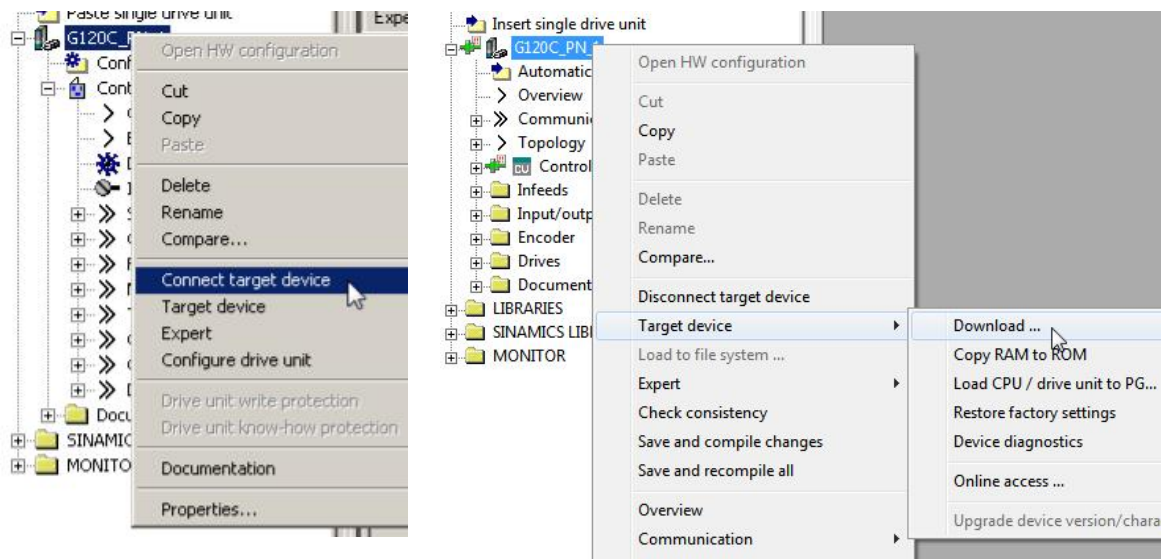 Paste single drive unit
Expe
G120C_P
Open HW configuration
Conf
Cut
Cont
Copy
Paste
Delete
Rename
Compare...
Connect target device
Target device
Expert
Configure drive unit
Drive unit write protection
Docu
Drive unit know-how protection
SINAMIC
MONITO
Documentation
Properties...
Insert single drive unit
G120C_PN_1
Open HW configuration
Automatic
Overview
Cut
Communi
Copy
Topology
Paste
CU Control
Infeeds
Delete
Input/outp
Rename
Encoder
Compare...
Drives
Document
Disconnect target device
LIBRARIES
Target device
Download ...
SINAMICS LIBI
Load to file system ...
Copy RAM to ROM
MONITOR
Expert
Load CPU / drive unit to PG...
Check consistency
Restore factory settings
Save and compile changes
Device diagnostics
Save and recompile all
Online access ...
Overview
Upgrade device version/chara
Communication